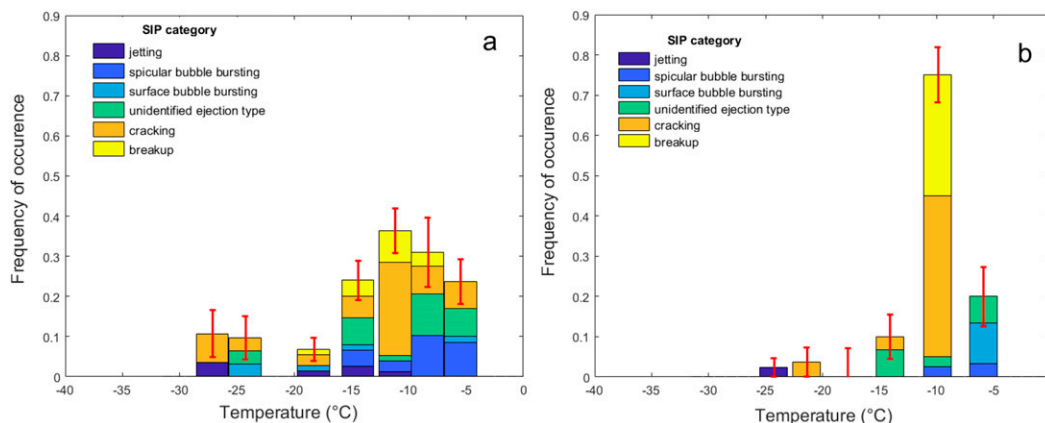 a
SIP category
jetting
spicular bubble bursting
surface bubble bursting
unidentified ejection type
cracking
breakup
Frequency of occurence
0.9
0.8
0.7
0.6
0.5
0.4
0.3
0.2
0.1
0
-40 -35 -30 -25 -20 -15 -10 -5 0
Temperature (°C)
b
SIP category
jetting
spicular bubble bursting
surface bubble bursting
unidentified ejection type
cracking
breakup
Frequency of occurence
0.9
0.8
0.7
0.6
0.5
0.4
0.3
0.2
0.1
0
-40 -35 -30 -25 -20 -15 -10 -5
Temperature (°C)